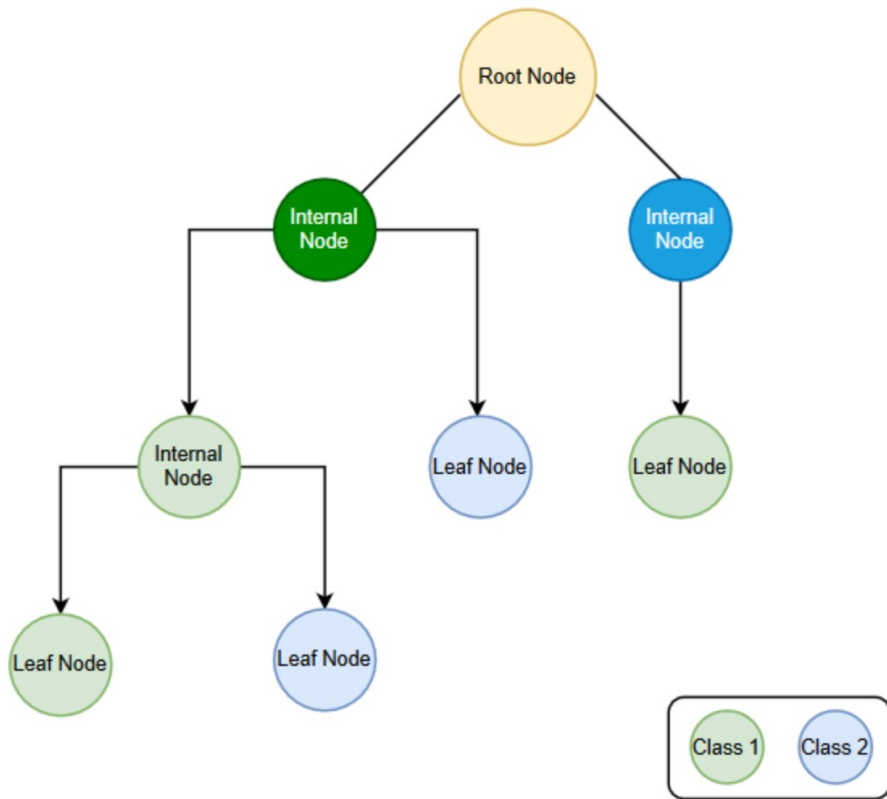 Root Node
Internal
Node
Internal
Node
Internal
Node
Leaf Node
Leaf Node
Leaf Node
Leaf Node
Class 1
Class 2